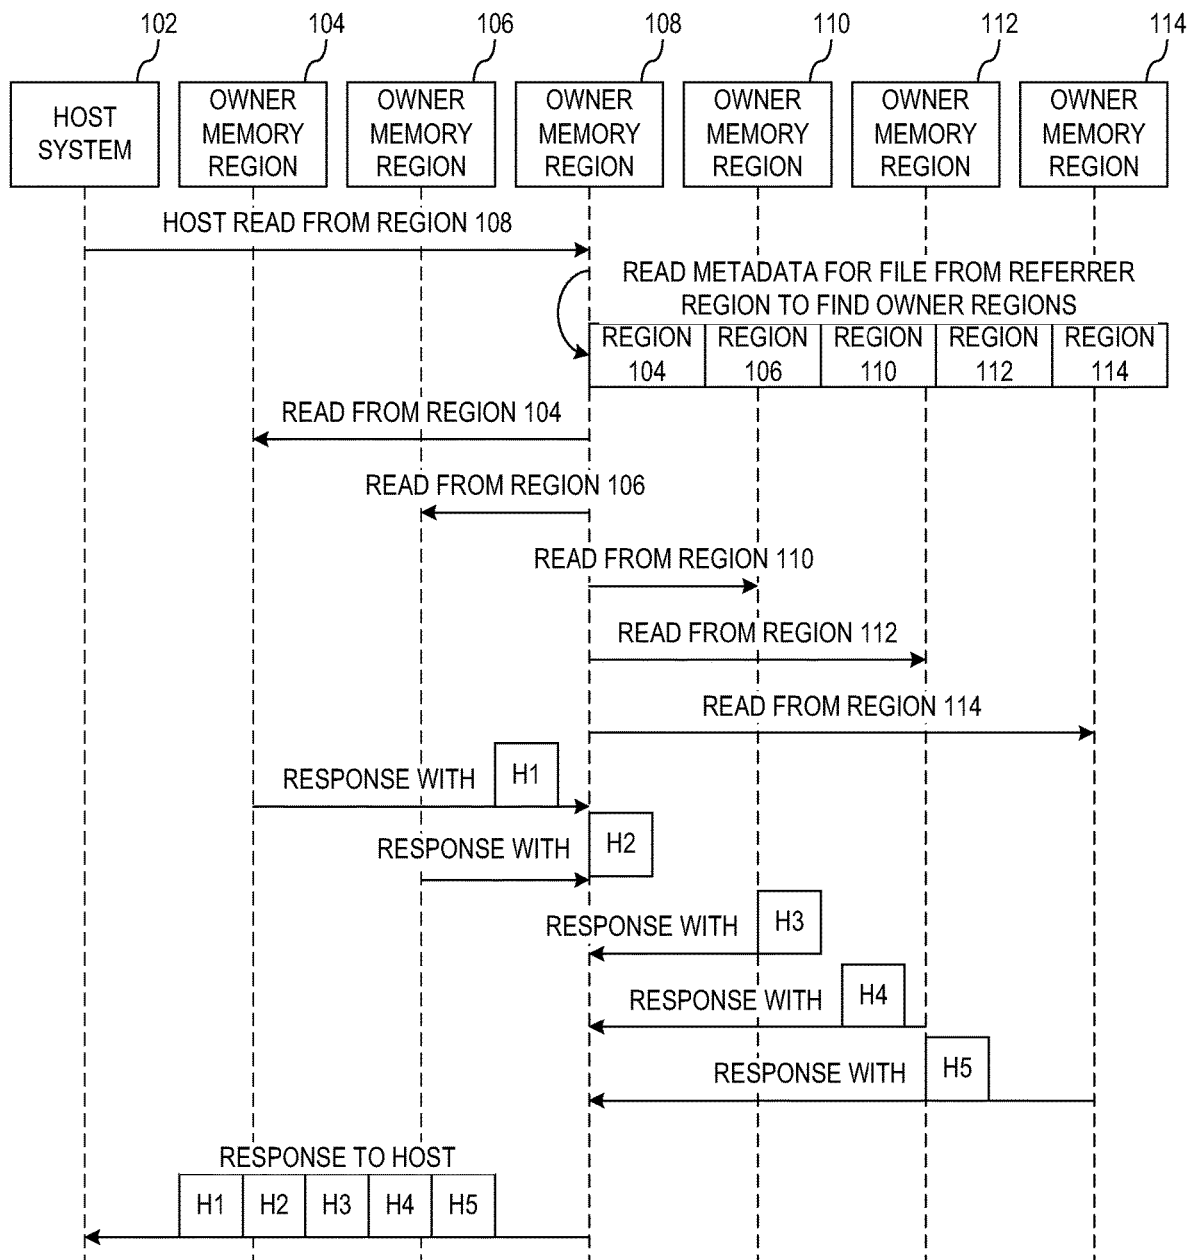 102
104
106
108
110
112
114
HOST
SYSTEM
OWNER
MEMORY
REGION
OWNER
MEMORY
REGION
OWNER
MEMORY
REGION
OWNER
MEMORY
REGION
OWNER
MEMORY
REGION
OWNER
MEMORY
REGION
HOST READ FROM REGION 108
READ METADATA FOR FILE FROM REFERRER
REGION TO FIND OWNER REGIONS
REGION
104
REGION
106
REGION
110
REGION
112
REGION
114
READ FROM REGION 104
READ FROM REGION 106
READ FROM REGION 110
READ FROM REGION 112
READ FROM REGION 114
RESPONSE WITH H1
RESPONSE WITH H2
RESPONSE WITH H3
RESPONSE WITH H4
RESPONSE WITH H5
RESPONSE TO HOST
H1 H2 H3 H4 H5